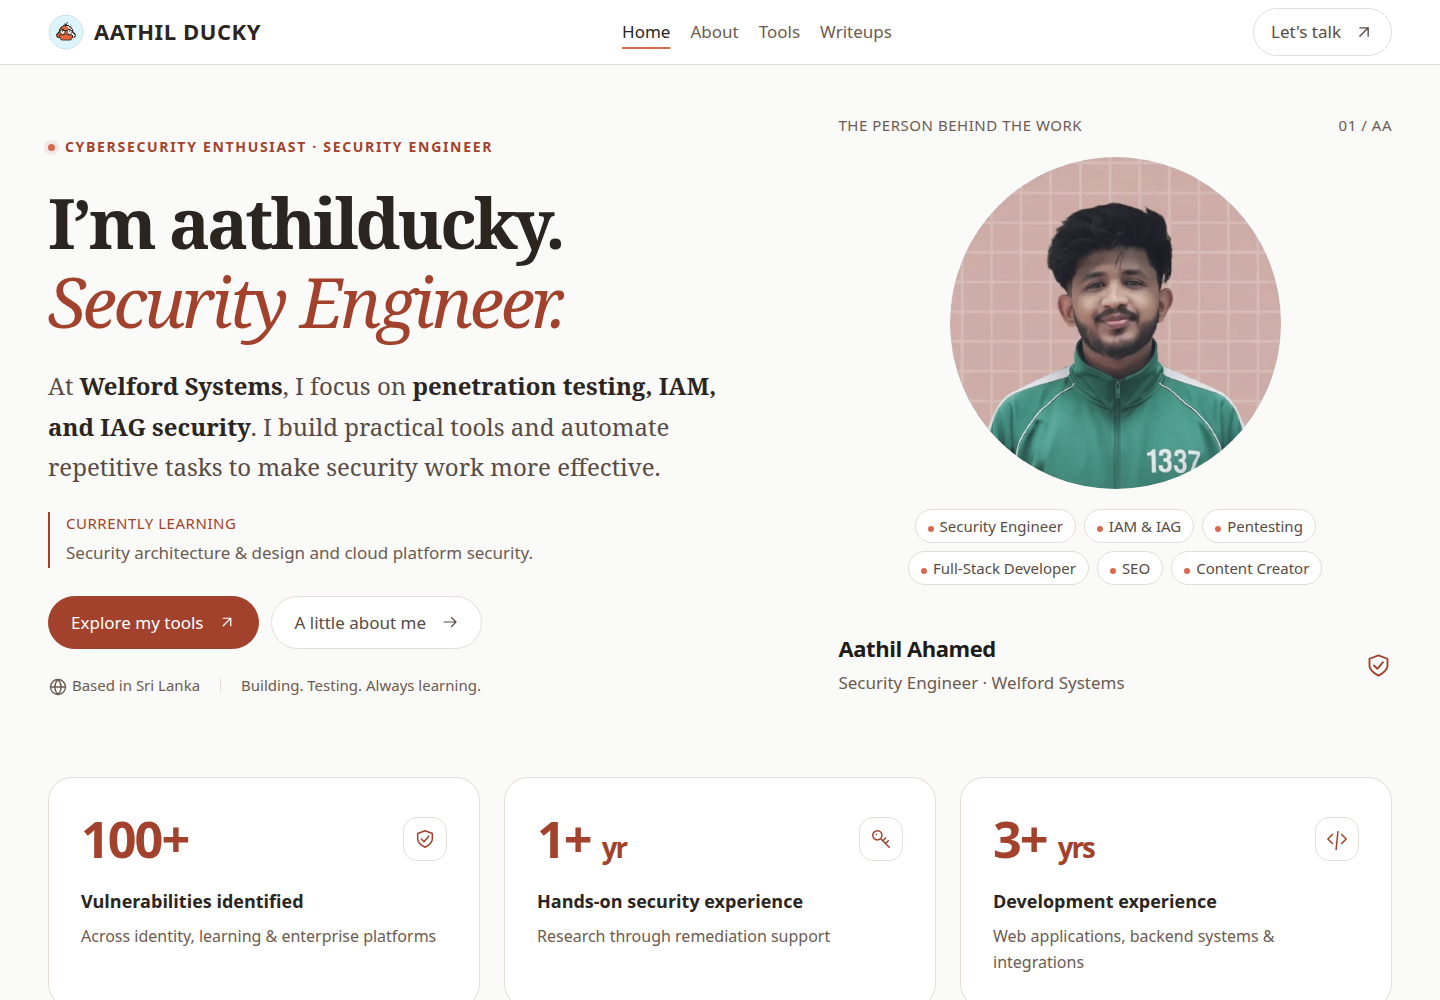 AATHIL DUCKY
Home About Tools Writeups
Let's talk
CYBERSECURITY ENTHUSIAST · SECURITY ENGINEER
I’m aathilducky.
Security Engineer.
At Welford Systems, I focus on penetration testing, IAM,
and IAG security. I build practical tools and automate
repetitive tasks to make security work more effective.
CURRENTLY LEARNING
Security architecture & design and cloud platform security.
Explore my tools
A little about me
Based in Sri Lanka
Building. Testing. Always learning.
THE PERSON BEHIND THE WORK
01 / AA
1337
Security Engineer
IAM & IAG
Pentesting
Full-Stack Developer
SEO
Content Creator
Aathil Ahamed
Security Engineer · Welford Systems
100+
Vulnerabilities identified
Across identity, learning & enterprise platforms
1+ yr
Hands-on security experience
Research through remediation support
3+ yrs
Development experience
Web applications, backend systems &
integrations